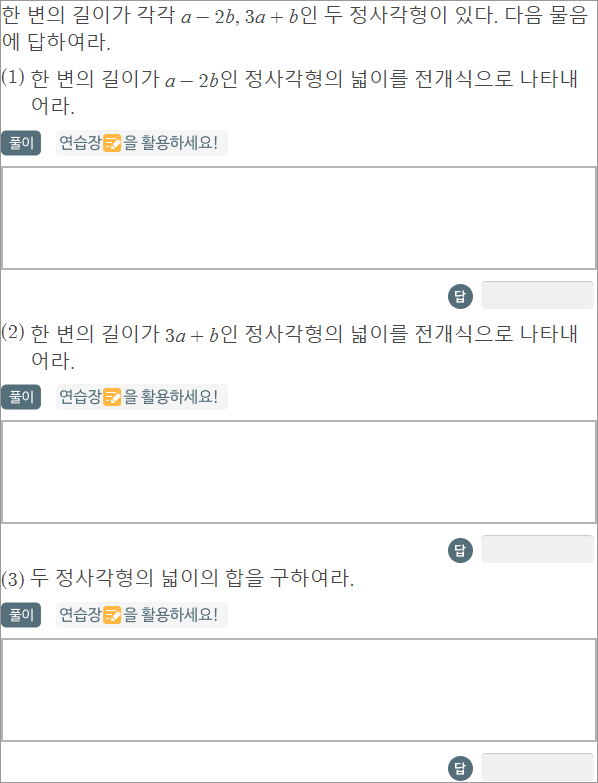 한 변의 길이가 각각 a − 2b, 3a + b인 두 정사각형이 있다. 다음 물음
에 답하여라.
(1) 한 변의 길이가 a − 2b인 정사각형의 넓이를 전개식으로 나타내
어라.
풀이 연습장을 활용하세요!
답
(2) 한 변의 길이가 3a + b인 정사각형의 넓이를 전개식으로 나타내
어라.
풀이 연습장을 활용하세요!
답
(3) 두 정사각형의 넓이의 합을 구하여라.
풀이 연습장을 활용하세요!
답